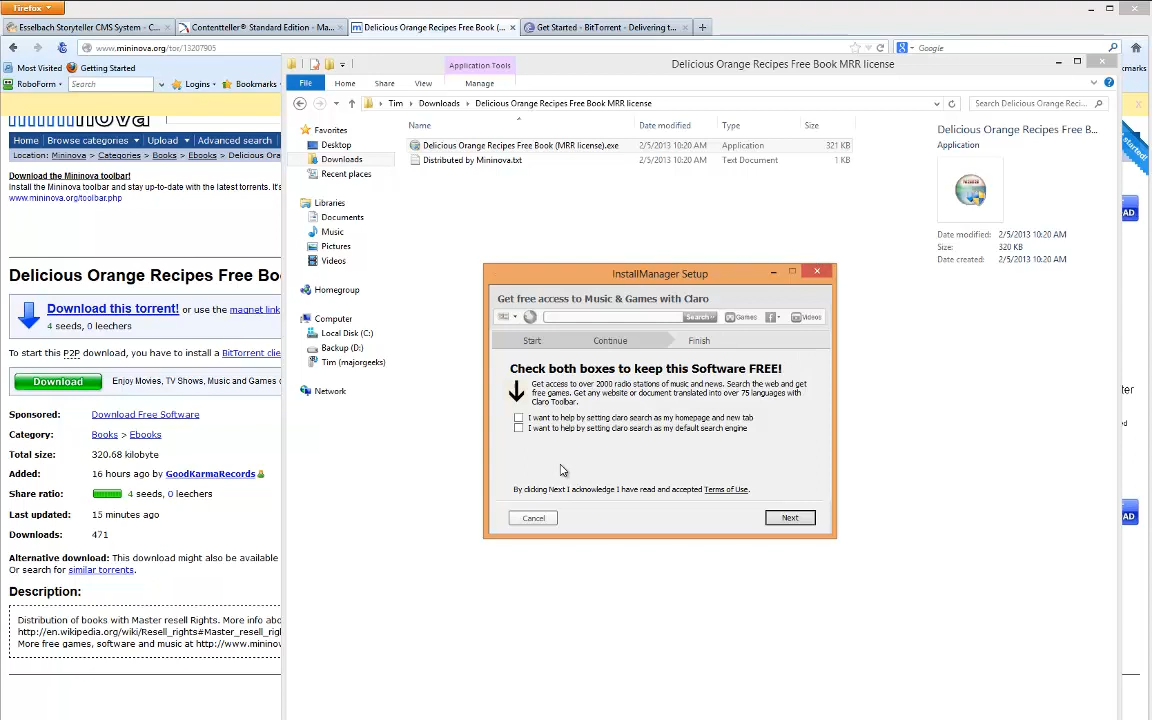 Firefox
Esselbach Storyteller CMS System - C...
Contentteller® Standard Edition - Ma...
Delicious Orange Recipes Free Book (...
Get Started - BitTorrent - Delivering t...
www.mininova.org/tor/13207905
Google
Most Visited
Getting Started
RoboForm
Search
Logins
Bookmarks
Home
Browse categories
Upload
Advanced search
Location: Mininova > Categories > Books > Ebooks > Delicious Ora
Download the Mininova toolbar!
Install the Mininova toolbar and stay up-to-date with the latest torrents. It's
www.mininova.org/toolbar.php
Delicious Orange Recipes Free Boo
Download this torrent! or use the magnet link
4 seeds, 0 leechers
To start this P2P download, you have to install a BitTorrent clie
Download
Enjoy Movies, TV Shows, Music and Games o
Sponsored: Download Free Software
Category: Books > Ebooks
Total size: 320.68 kilobyte
Added: 16 hours ago by GoodKarmaRecords
Share ratio: 4 seeds, 0 leechers
Last updated: 15 minutes ago
Downloads: 471
Alternative download: This download might also be available
Or search for similar torrents.
Description:
Distribution of books with Master resell Rights. More info abou
http://en.wikipedia.org/wiki/Resell_rights#Master_resell_rig
More free games, software and music at http://www.mininov
Application Tools
Delicious Orange Recipes Free Book MRR license
File
Home
Share
View
Manage
Tim
Downloads
Delicious Orange Recipes Free Book MRR license
Search Delicious Orange Reci...
Favorites
Desktop
Downloads
Recent places
Libraries
Documents
Music
Pictures
Videos
Homegroup
Computer
Local Disk (C:)
Backup (D:)
Tim (majorgeeks)
Network
Name
Date modified
Type
Size
Delicious Orange Recipes Free Book (MRR license).exe
2/5/2013 10:20 AM
Application
321 KB
Distributed by Mininova.txt
2/5/2013 10:20 AM
Text Document
1 KB
Delicious Orange Recipes Free B...
Application
Date modified: 2/5/2013 10:20 AM
Size: 320 KB
Date created: 2/5/2013 10:20 AM
InstallManager Setup
Get free access to Music & Games with Claro
Search
Games
Videos
Start
Continue
Finish
Check both boxes to keep this Software FREE!
Get access to over 2000 radio stations of music and news. Search the web and get
free games. Get any website or document translated into over 75 languages with
Claro Toolbar.
I want to help by setting claro search as my homepage and new tab
I want to help by setting claro search as my default search engine
By clicking Next I acknowledge I have read and accepted Terms of Use.
Cancel
Next
kmarks
started!
AD
AD
ter